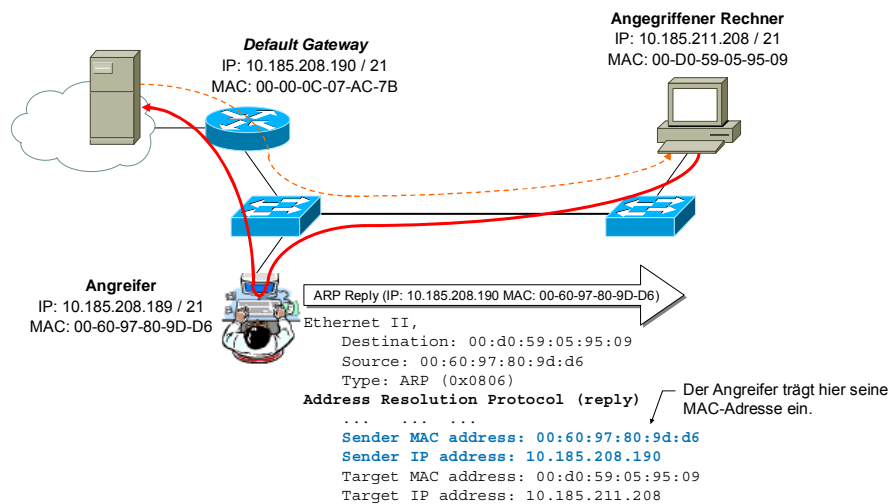 Default Gateway
IP: 10.185.208.190 / 21
MAC: 00-00-0C-07-AC-7B
Angegriffener Rechner
IP: 10.185.211.208 / 21
MAC: 00-D0-59-05-95-09
Angreifer
IP: 10.185.208.189 / 21
MAC: 00-60-97-80-9D-D6
ARP Reply (IP: 10.185.208.190 MAC: 00-60-97-80-9D-D6)
Ethernet II,
Destination: 00:d0:59:05:95:09
Source: 00:60:97:80:9d:d6
Type: ARP (0x0806)
Address Resolution Protocol (reply)
... ... ...
Sender MAC address: 00:60:97:80:9d:d6
Sender IP address: 10.185.208.190
Target MAC address: 00:d0:59:05:95:09
Target IP address: 10.185.211.208
Der Angreifer trägt hier seine
MAC-Adresse ein.